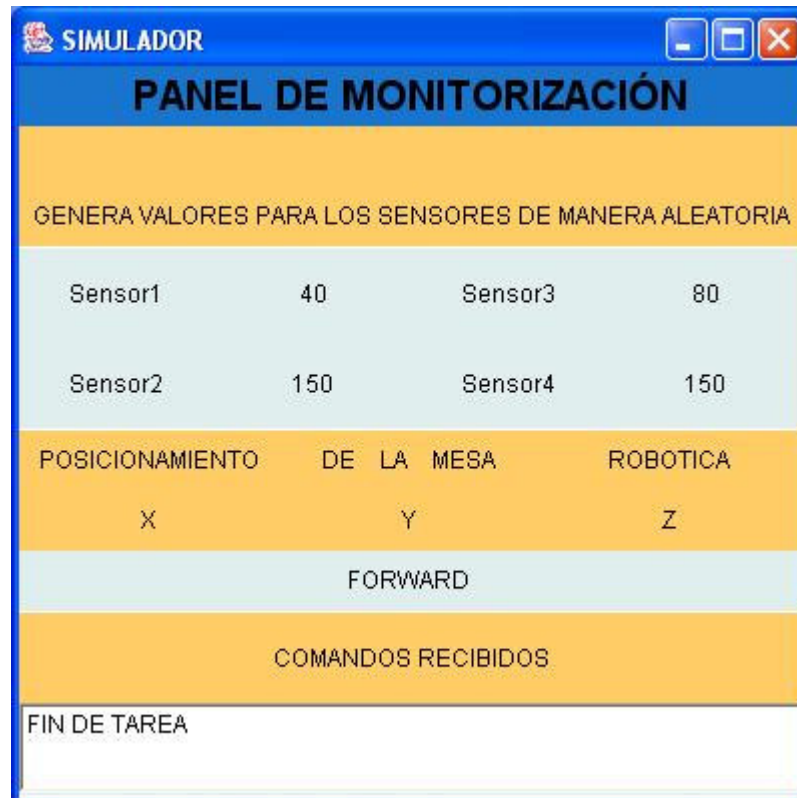 SIMULADOR
PANEL DE MONITORIZACIÓN
GENERA VALORES PARA LOS SENSORES DE MANERA ALEATORIA
Sensor1 40 Sensor3 80
Sensor2 150 Sensor4 150
POSICIONAMIENTO DE LA MESA ROBOTICA
X Y Z
FORWARD
COMANDOS RECIBIDOS
FIN DE TAREA